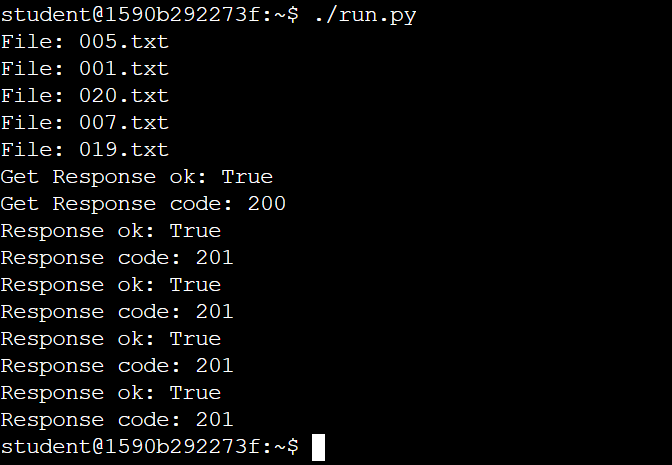 student@1590b292273f:~$ ./run.py
File: 005.txt
File: 001.txt
File: 020.txt
File: 007.txt
File: 019.txt
Get Response ok: True
Get Response code: 200
Response ok: True
Response code: 201
Response ok: True
Response code: 201
Response ok: True
Response code: 201
Response ok: True
Response code: 201
student@1590b292273f:~$